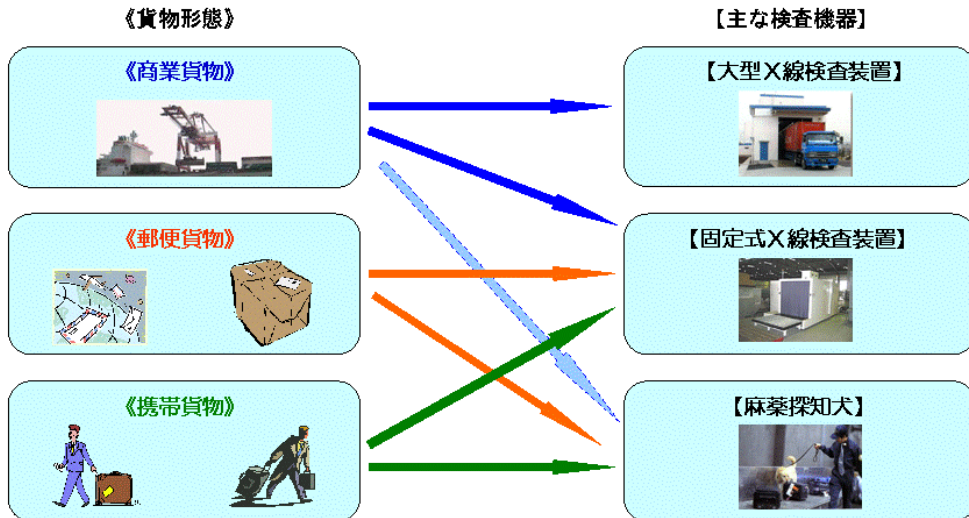 《貨物形態》
【主な検査機器】
《商業貨物》
【大型X線検査装置】
《郵便貨物》
【固定式X線検査装置】
《携帯貨物》
【麻薬探知犬】